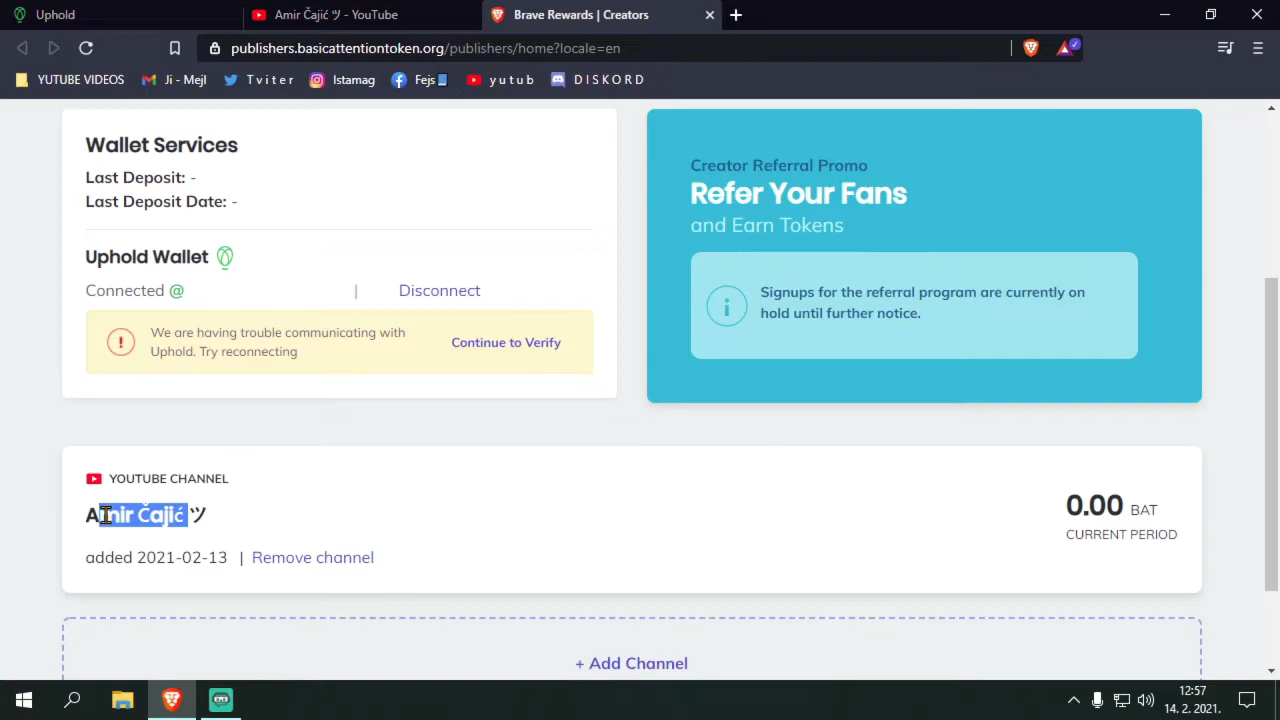 Uphold
Amir Čajić ツ - YouTube
Brave Rewards | Creators
publishers.basicattentiontoken.org/publishers/home?locale=en
YUTUBE VIDEOS
Ji - Mejl
T v i t e r
Istamag
Fejs
y u t u b
D I S K O R D
Wallet Services
Last Deposit: -
Last Deposit Date: -
Uphold Wallet
Connected @ | Disconnect
We are having trouble communicating with
Uphold. Try reconnecting
Continue to Verify
Creator Referral Promo
Refer Your Fans
and Earn Tokens
Signups for the referral program are currently on
hold until further notice.
YOUTUBE CHANNEL
Amir Čajić ツ
added 2021-02-13 | Remove channel
0.00 BAT
CURRENT PERIOD
+ Add Channel
12:57
14. 2. 2021.